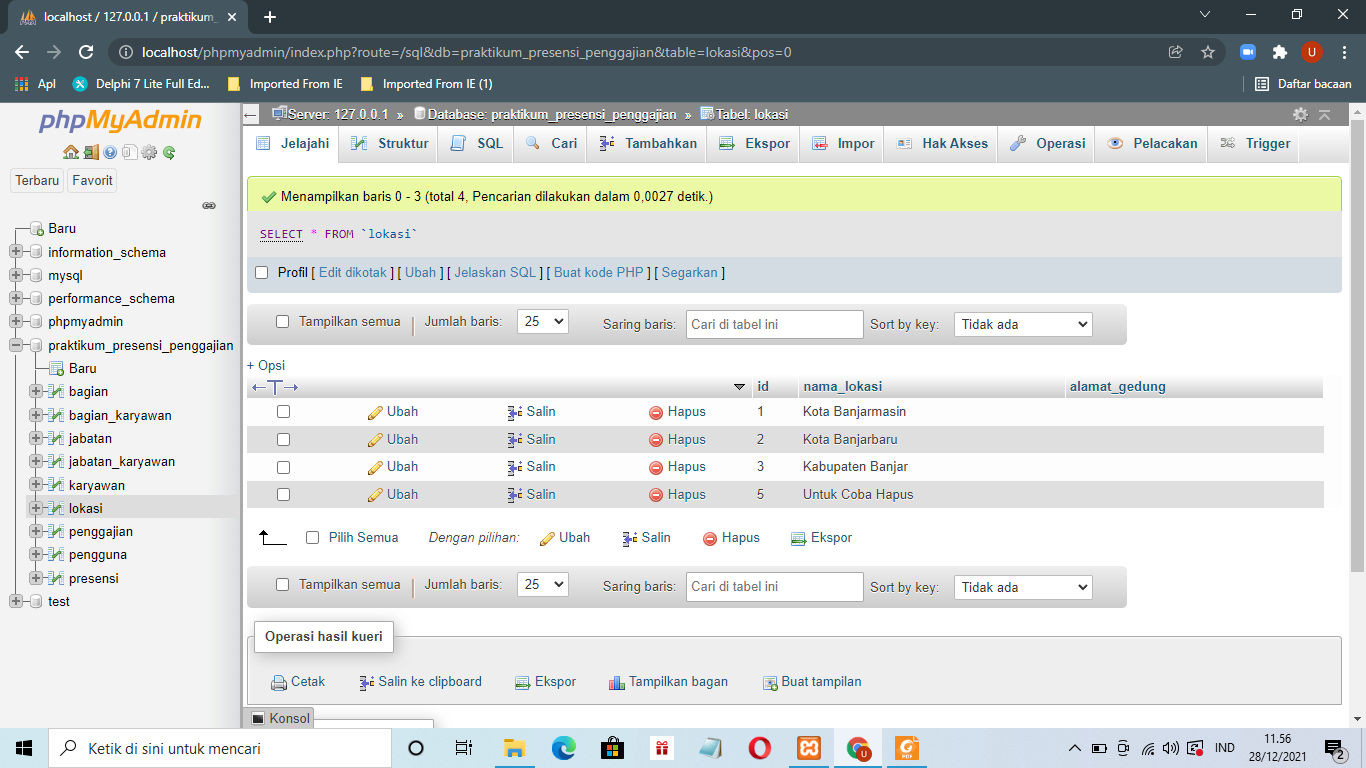 localhost / 127.0.0.1 / praktikum_
localhost/phpmyadmin/index.php?route=/sql&db=praktikum_presensi_penggajian&table=lokasi&pos=0
U
Apl Delphi 7 Lite Full Ed... Imported From IE Imported From IE (1) Daftar bacaan
phpMyAdmin
Terbaru Favorit
Baru
information_schema
mysql
performance_schema
phpmyadmin
praktikum_presensi_penggajian
Baru
bagian
bagian_karyawan
jabatan
jabatan_karyawan
karyawan
lokasi
penggajian
pengguna
presensi
test
Server: 127.0.0.1 » Database: praktikum_presensi_penggajian » Tabel: lokasi
Jelajahi Struktur SQL Cari Tambahkan Ekspor Impor Hak Akses Operasi Pelacakan Trigger
Menampilkan baris 0 - 3 (total 4, Pencarian dilakukan dalam 0,0027 detik.)
SELECT * FROM `lokasi`
Profil [ Edit dikotak ] [ Ubah ] [ Jelaskan SQL ] [ Buat kode PHP ] [ Segarkan ]
Tampilkan semua Jumlah baris: 25 Saring baris: Cari di tabel ini Sort by key: Tidak ada
+ Opsi
←T→ id nama_lokasi alamat_gedung
Ubah Salin Hapus 1 Kota Banjarmasin
Ubah Salin Hapus 2 Kota Banjarbaru
Ubah Salin Hapus 3 Kabupaten Banjar
Ubah Salin Hapus 5 Untuk Coba Hapus
Pilih Semua Dengan pilihan: Ubah Salin Hapus Ekspor
Tampilkan semua Jumlah baris: 25 Saring baris: Cari di tabel ini Sort by key: Tidak ada
Operasi hasil kueri
Cetak Salin ke clipboard Ekspor Tampilkan bagan Buat tampilan
Konsol
Ketik di sini untuk mencari
U
PDF
IND
11.56
28/12/2021
2